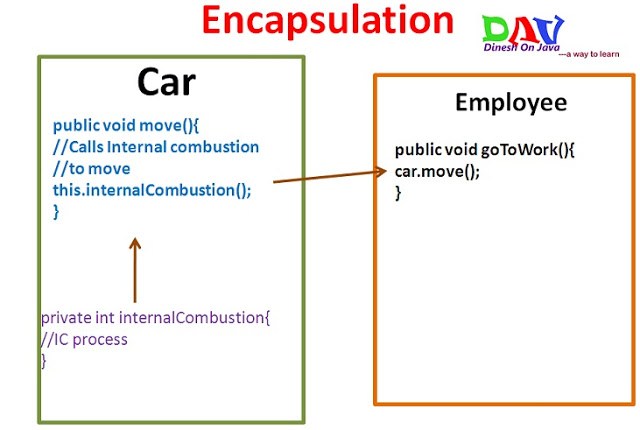 Encapsulation
DAV
Dinesh On Java
---a way to learn
Car
public void move(){
//Calls Internal combustion
//to move
this.internalCombustion();
}
private int internalCombustion{
//IC process
}
Employee
public void goToWork(){
car.move();
}